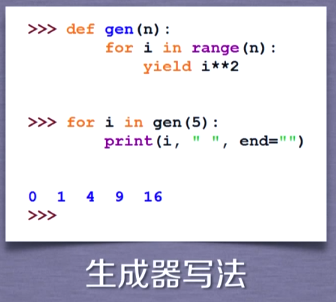 >>> def gen(n):
        for i in range(n):
            yield i**2
>>> for i in gen(5):
        print(i, " ", end="")
0  1  4  9  16
>>>
生成器写法